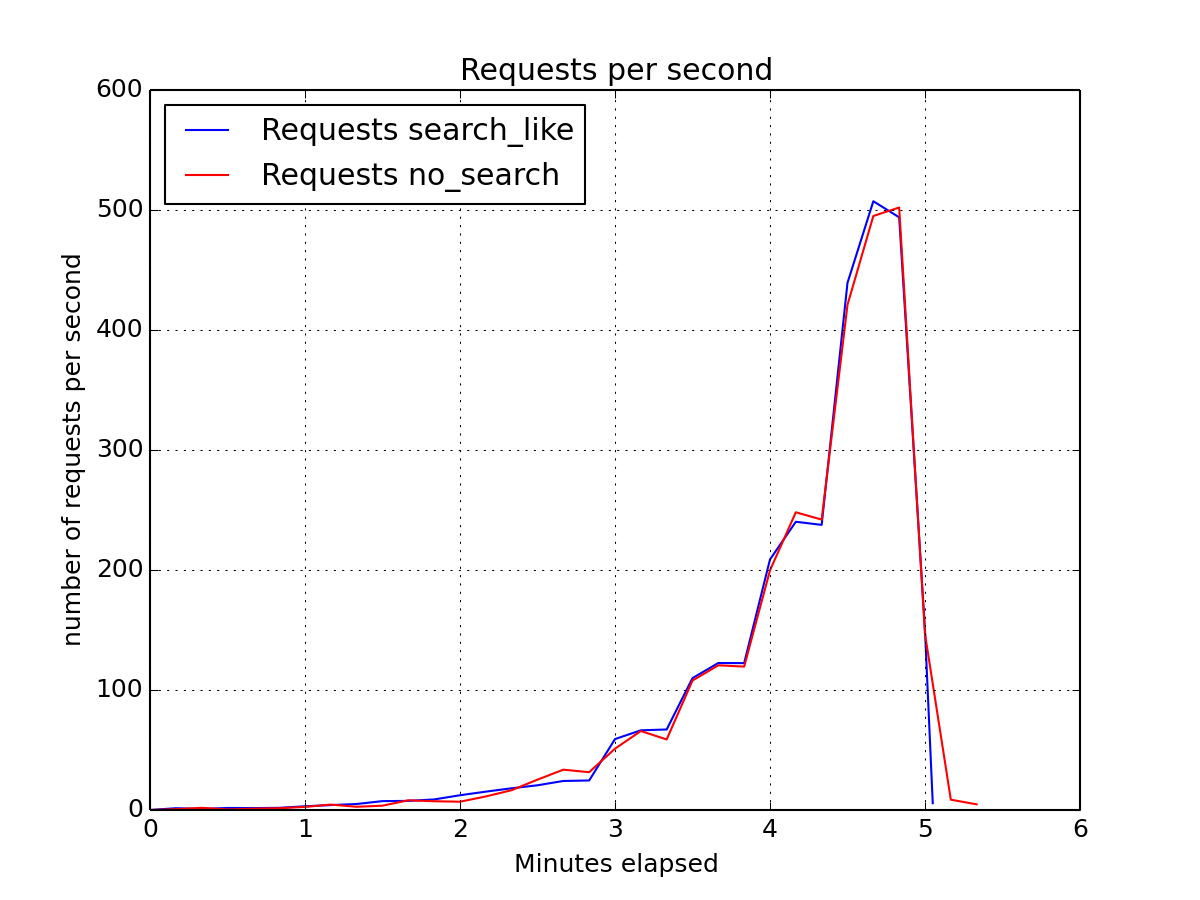 Requests per second
Requests search_like
Requests no_search
600
500
400
300
200
100
0
number of requests per second
0 1 2 3 4 5 6
Minutes elapsed